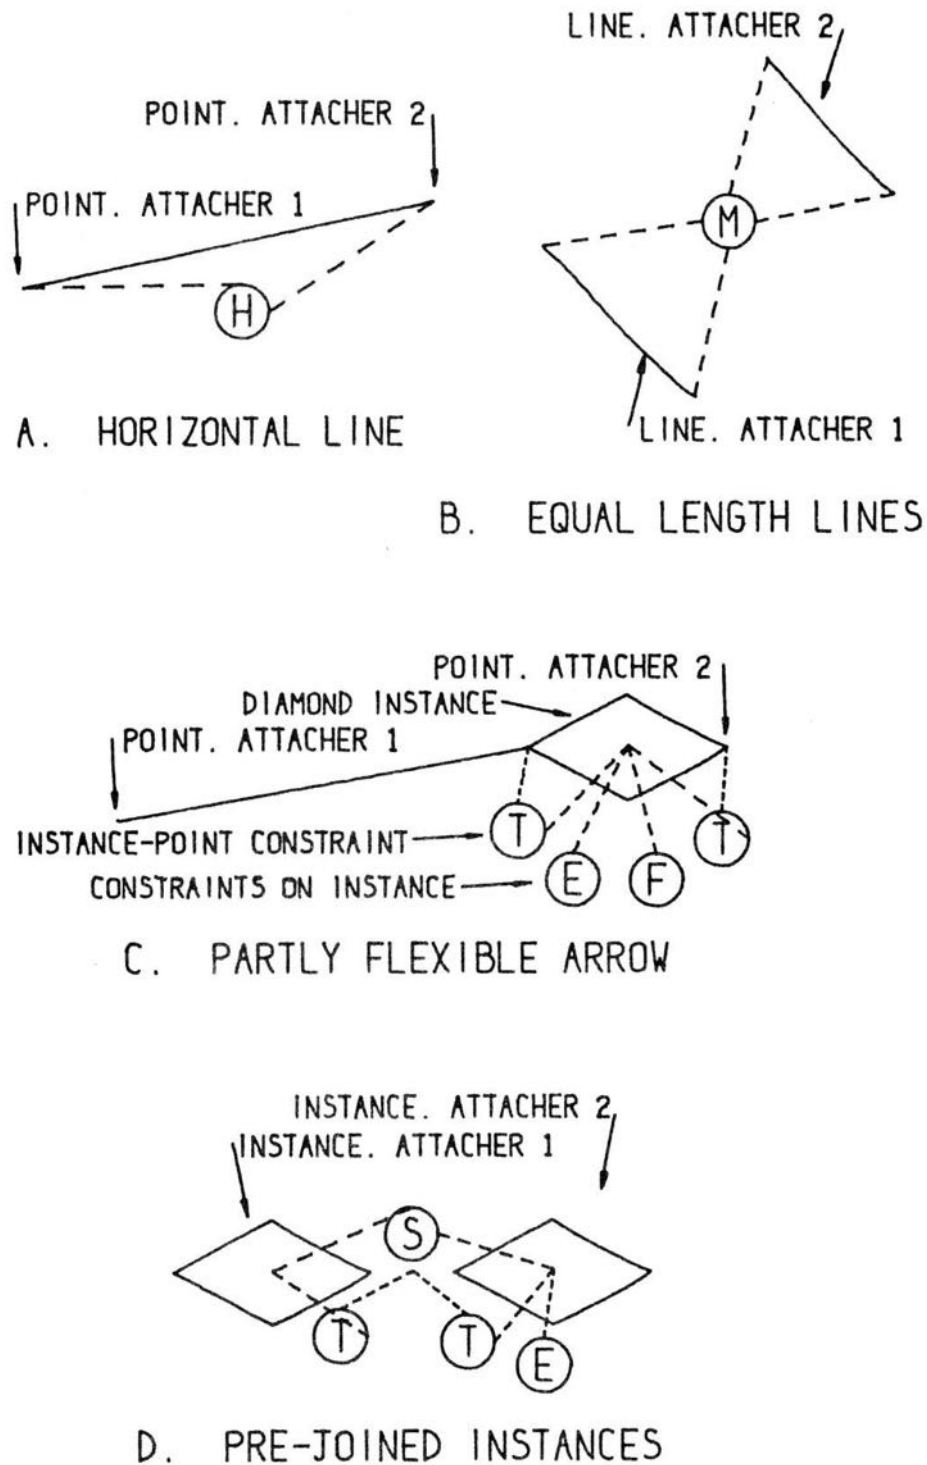 LINE. ATTACHER 2
POINT. ATTACHER 2
POINT. ATTACHER 1
M
H
A. HORIZONTAL LINE
LINE. ATTACHER 1
B. EQUAL LENGTH LINES
POINT. ATTACHER 2
DIAMOND INSTANCE
POINT. ATTACHER 1
INSTANCE-POINT CONSTRAINT
T
T
CONSTRAINTS ON INSTANCE
E
F
C. PARTLY FLEXIBLE ARROW
INSTANCE. ATTACHER 2
INSTANCE. ATTACHER 1
S
T
T
E
D. PRE-JOINED INSTANCES